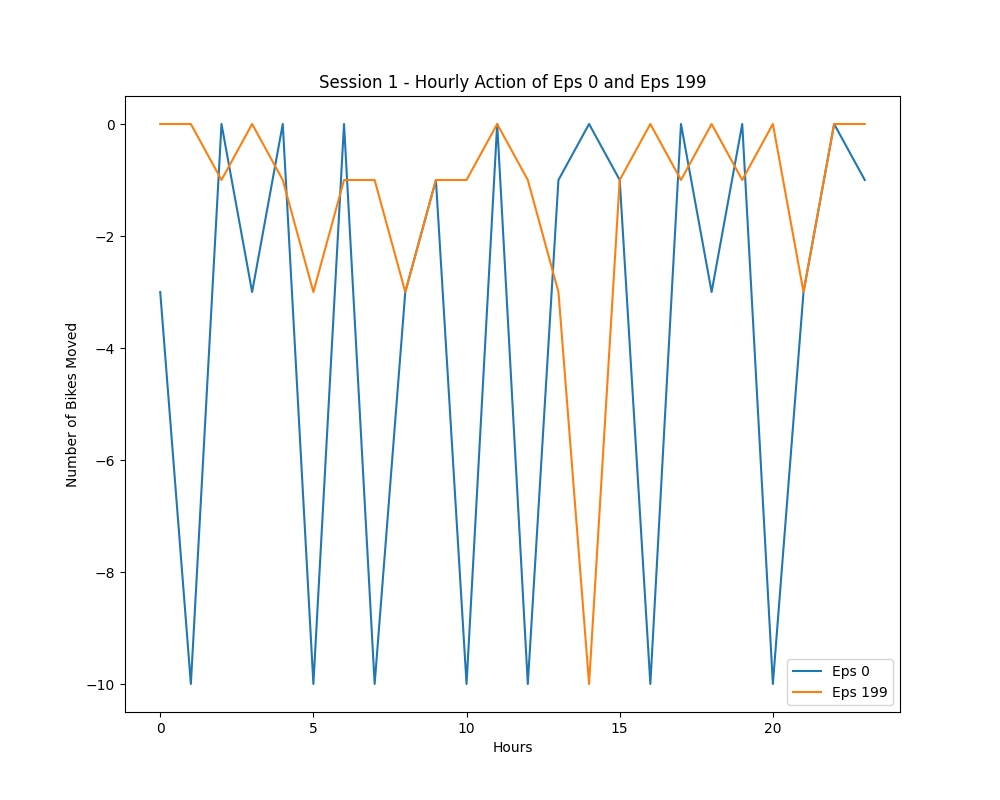 Session 1 - Hourly Action of Eps 0 and Eps 199
0
−2
−4
−6
−8
−10
Number of Bikes Moved
0 5 10 15 20
Hours
Eps 0
Eps 199